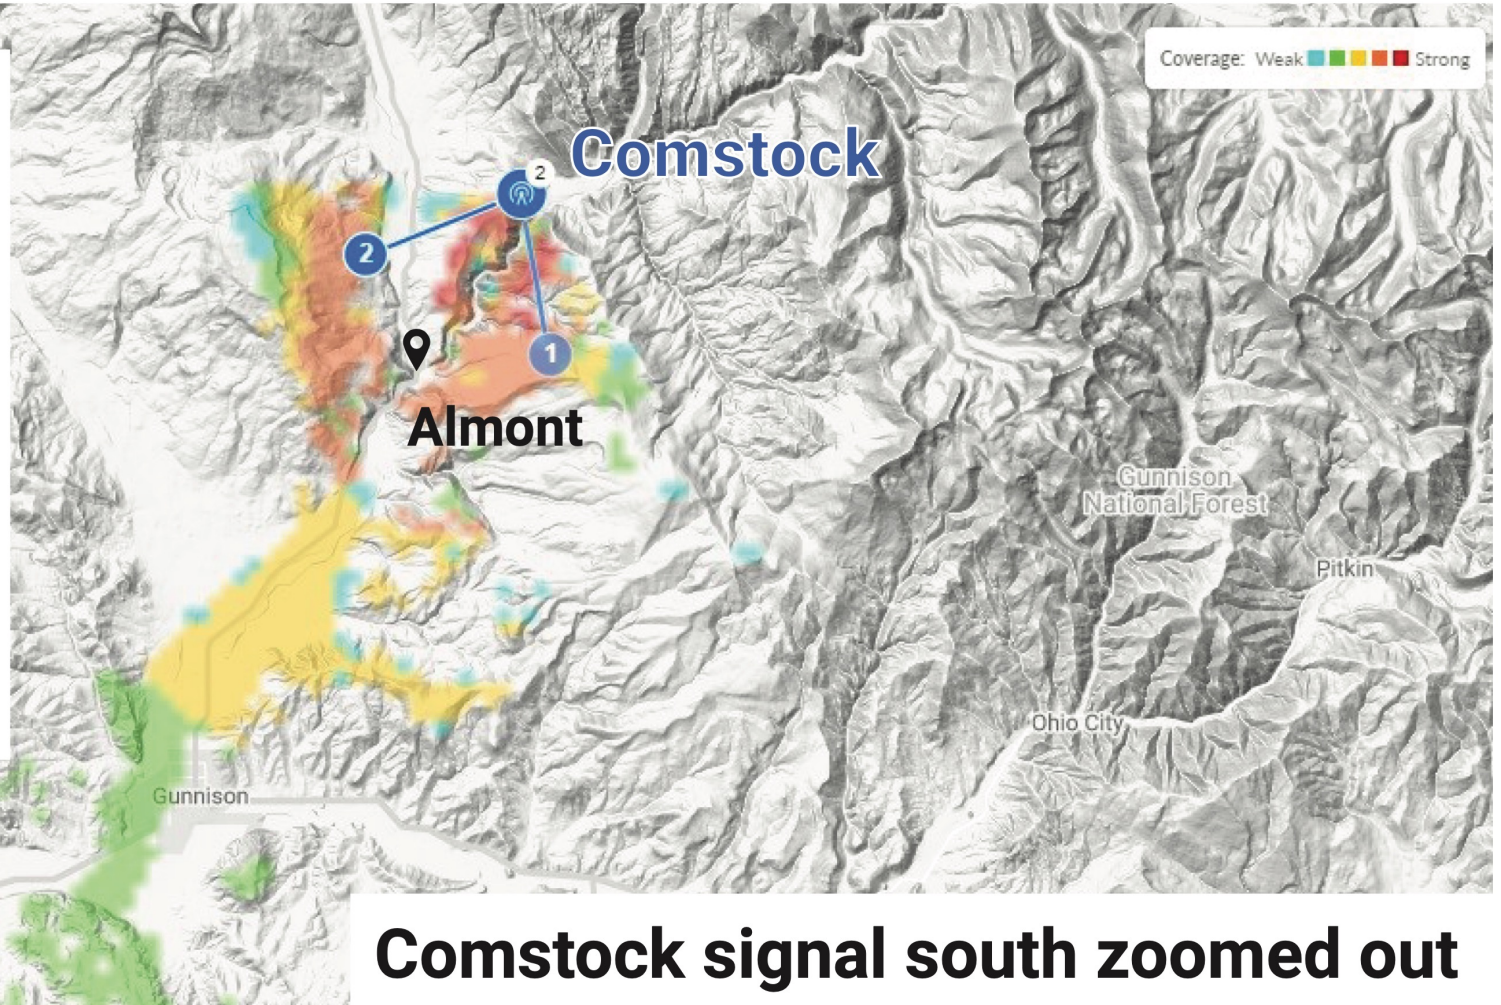 Coverage: Weak Strong
2
Comstock
2
1
Almont
Gunnison
National Forest
Pitkin
Ohio City
Gunnison
Comstock signal south zoomed out